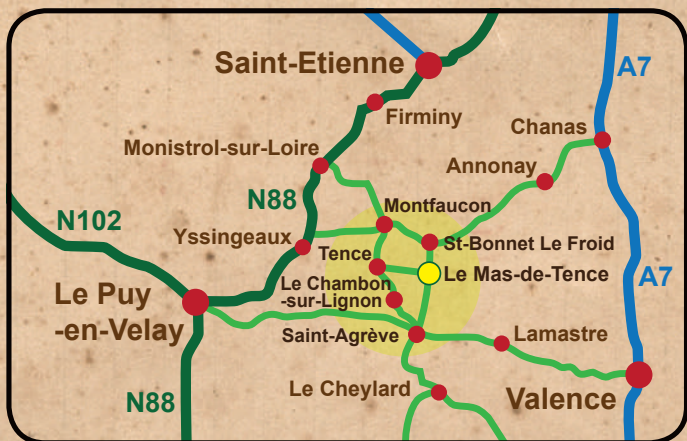 Saint-Etienne
A7
Firminy
Chanas
Monistrol-sur-Loire
Annonay
N88
Montfaucon
N102
Yssingeaux
St-Bonnet Le Froid
Tence
Le Mas-de-Tence
A7
Le Chambon
-sur-Lignon
Le Puy
-en-Velay
Saint-Agrève
Lamastre
Le Cheylard
Valence
N88